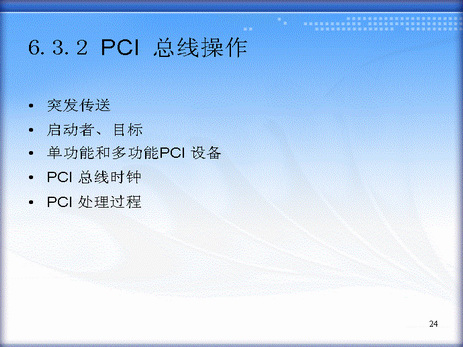 6.3.2 PCI 总线操作
• 突发传送
• 启动者、目标
• 单功能和多功能PCI 设备
• PCI 总线时钟
• PCI 处理过程
24